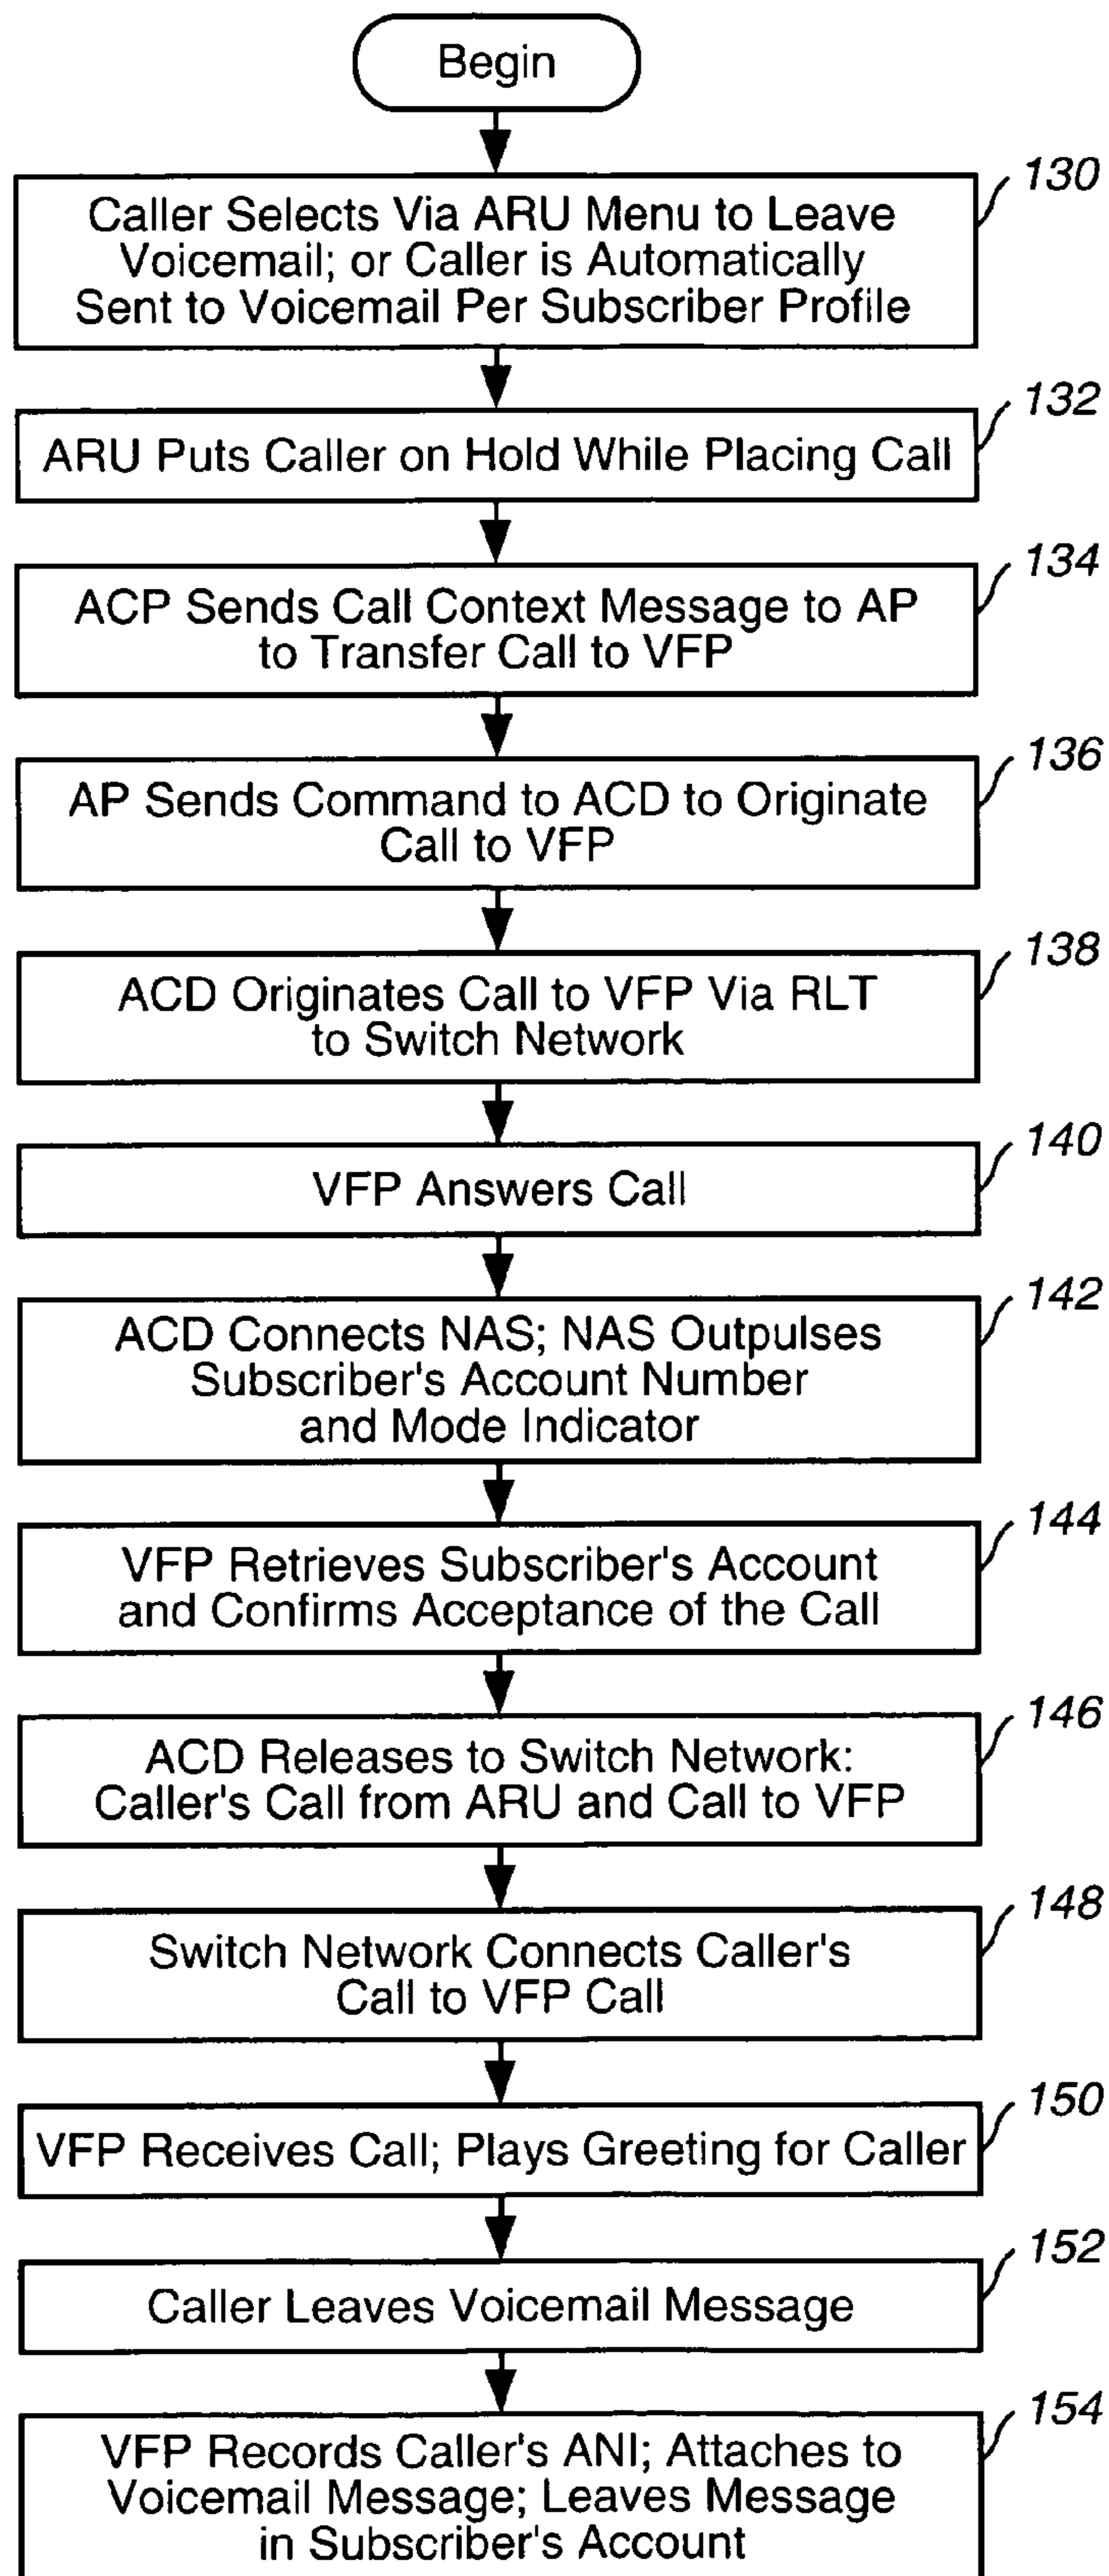 Begin
130
Caller Selects Via ARU Menu to Leave
Voicemail; or Caller is Automatically
Sent to Voicemail Per Subscriber Profile
132
ARU Puts Caller on Hold While Placing Call
134
ACP Sends Call Context Message to AP
to Transfer Call to VFP
136
AP Sends Command to ACD to Originate
Call to VFP
138
ACD Originates Call to VFP Via RLT
to Switch Network
140
VFP Answers Call
142
ACD Connects NAS; NAS Outpulses
Subscriber's Account Number
and Mode Indicator
144
VFP Retrieves Subscriber's Account
and Confirms Acceptance of the Call
146
ACD Releases to Switch Network:
Caller's Call from ARU and Call to VFP
148
Switch Network Connects Caller's
Call to VFP Call
150
VFP Receives Call; Plays Greeting for Caller
152
Caller Leaves Voicemail Message
154
VFP Records Caller's ANI; Attaches to
Voicemail Message; Leaves Message
in Subscriber's Account